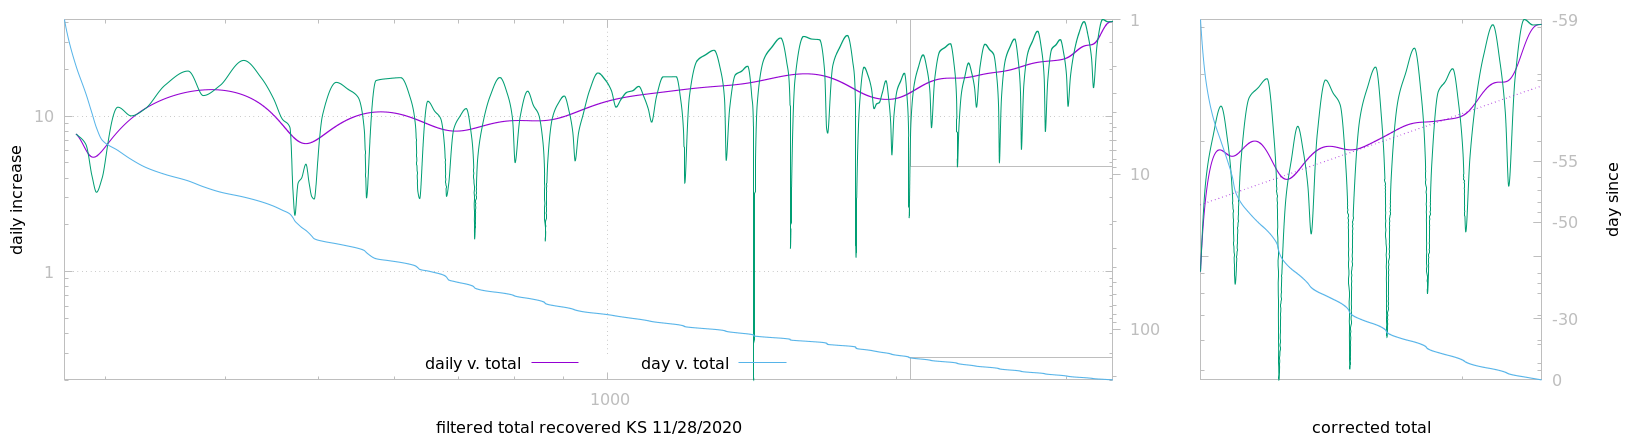 1
-59
10
10
-55
daily increase
day since
-50
1
-30
100
daily v. total
day v. total
0
1000
filtered total recovered KS 11/28/2020
corrected total